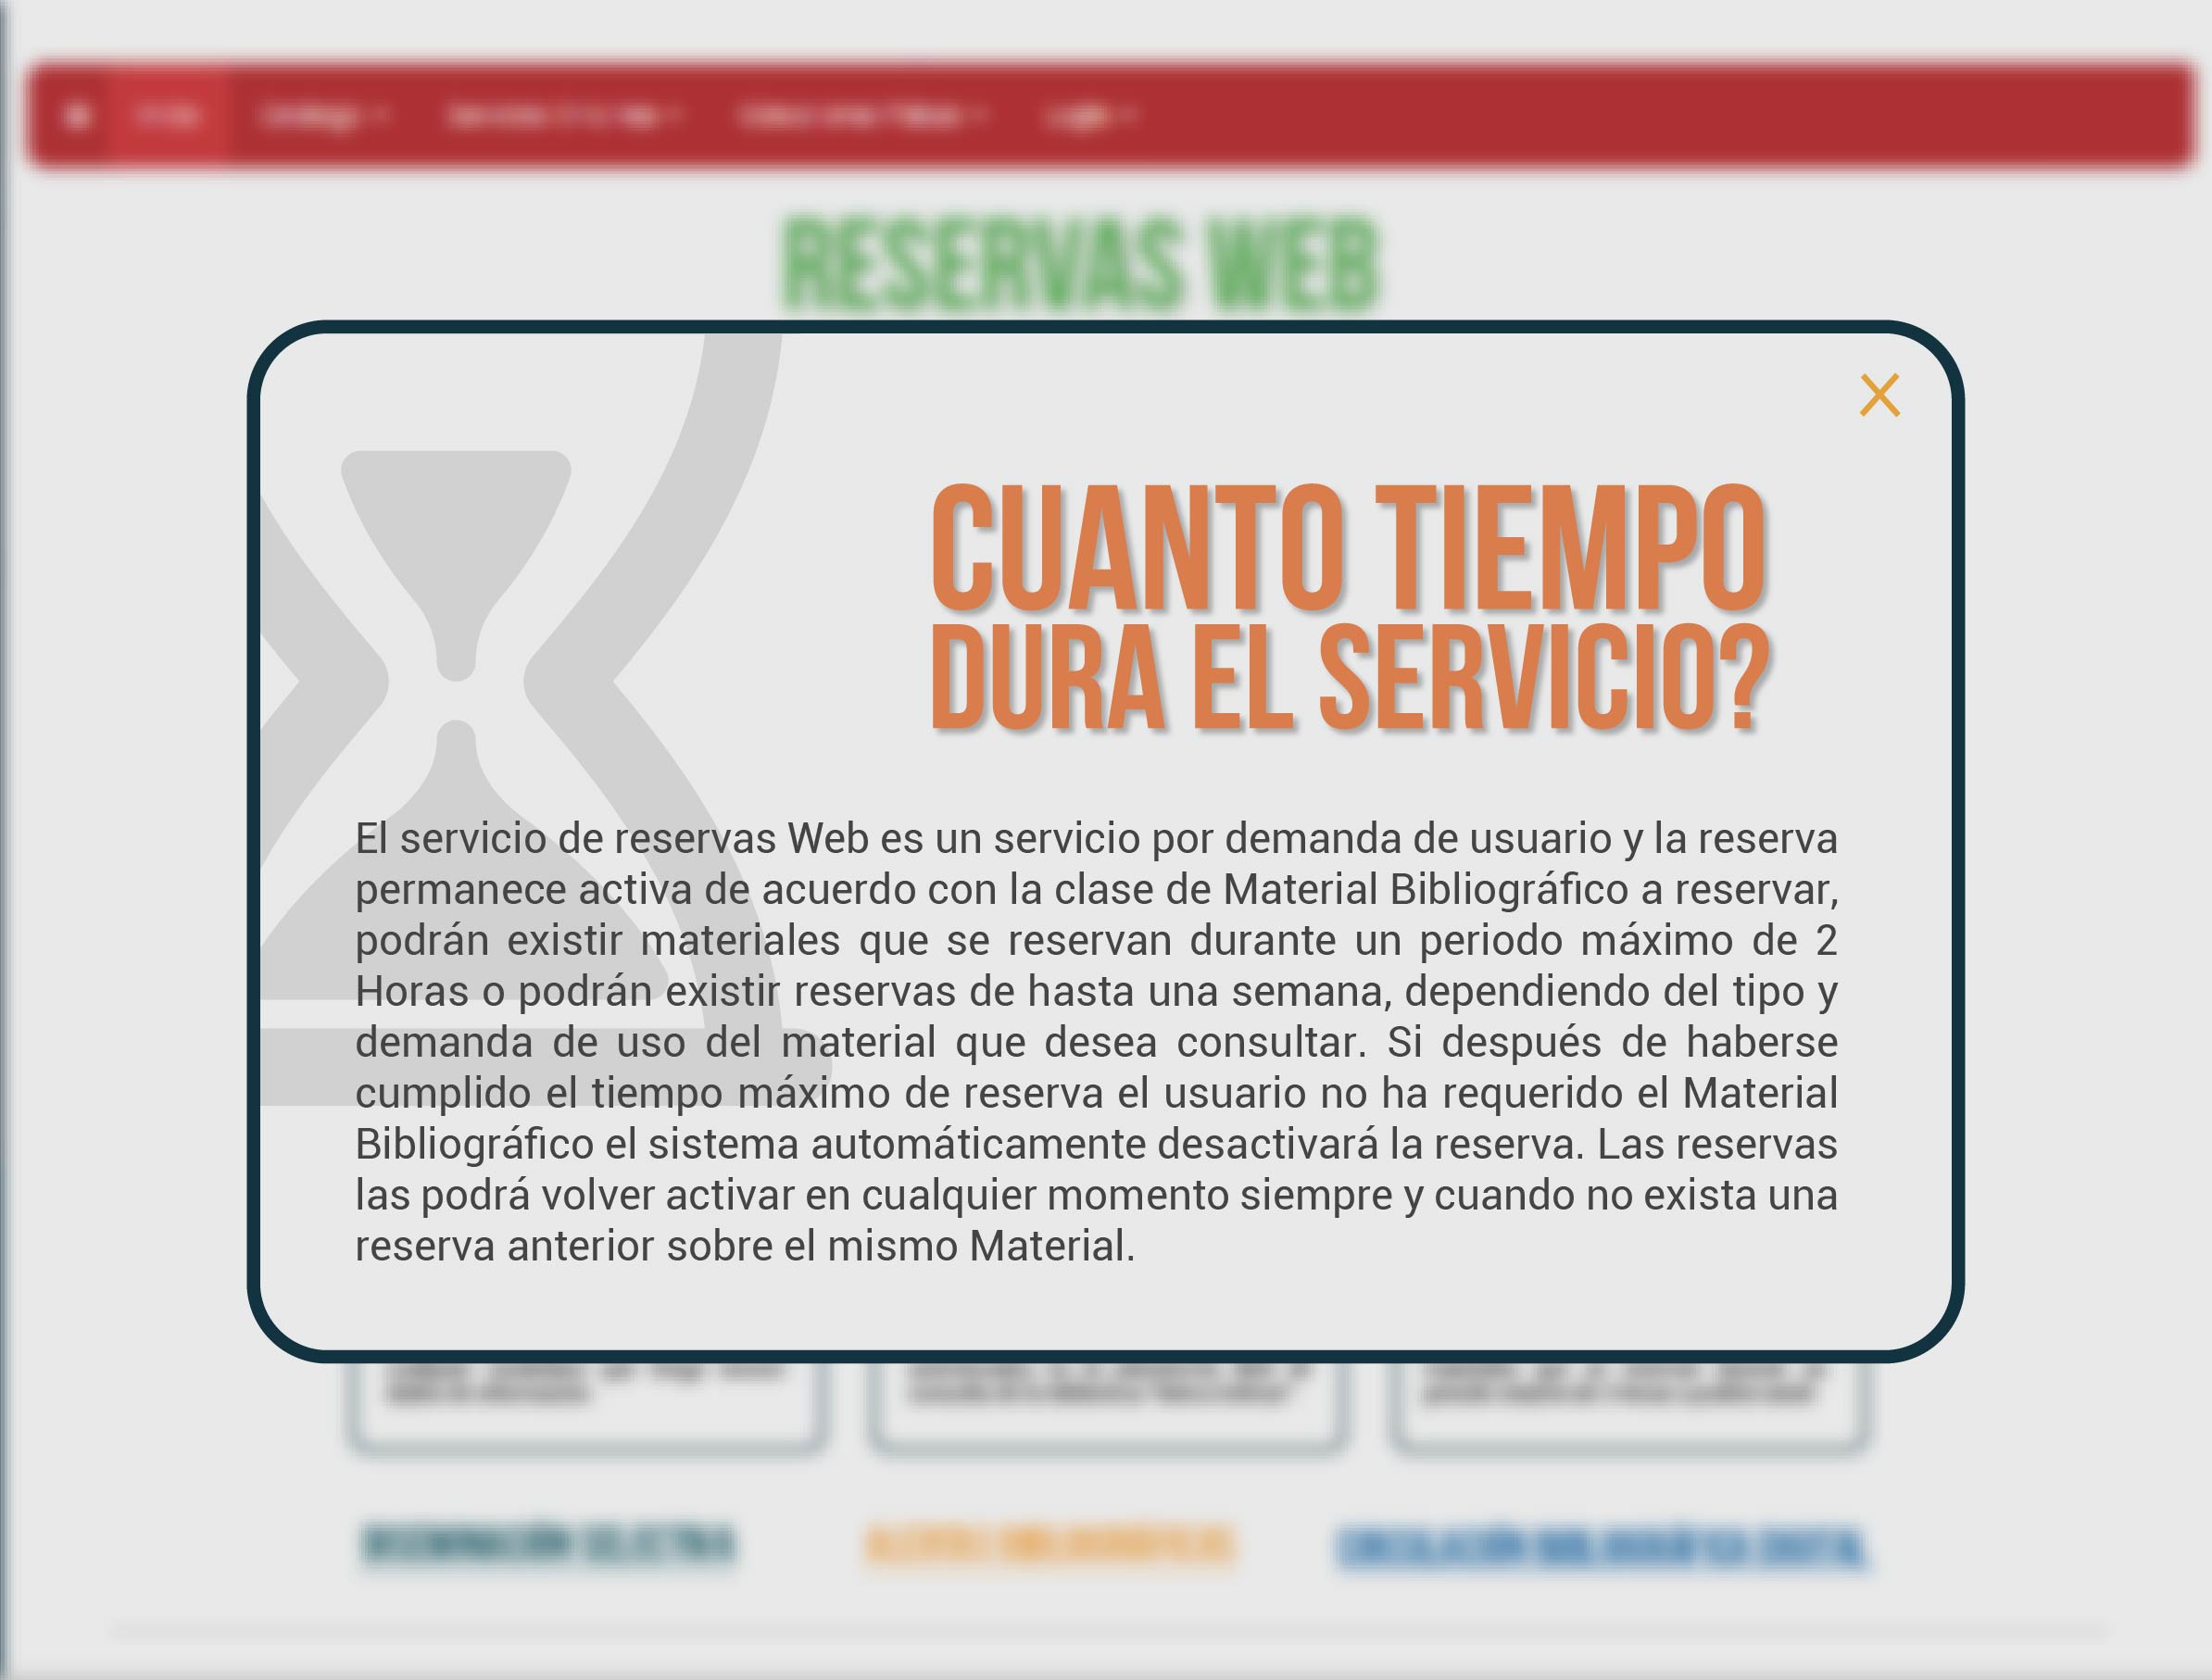 RESERVAS WEB
CUANTO TIEMPO
DURA EL SERVICIO?
El servicio de reservas Web es un servicio por demanda de usuario y la reserva
permanece activa de acuerdo con la clase de Material Bibliográfico a reservar,
podrán existir materiales que se reservan durante un periodo máximo de 2
Horas o podrán existir reservas de hasta una semana, dependiendo del tipo y
demanda de uso del material que desea consultar. Si después de haberse
cumplido el tiempo máximo de reserva el usuario no ha requerido el Material
Bibliográfico el sistema automáticamente desactivará la reserva. Las reservas
las podrá volver activar en cualquier momento siempre y cuando no exista una
reserva anterior sobre el mismo Material.